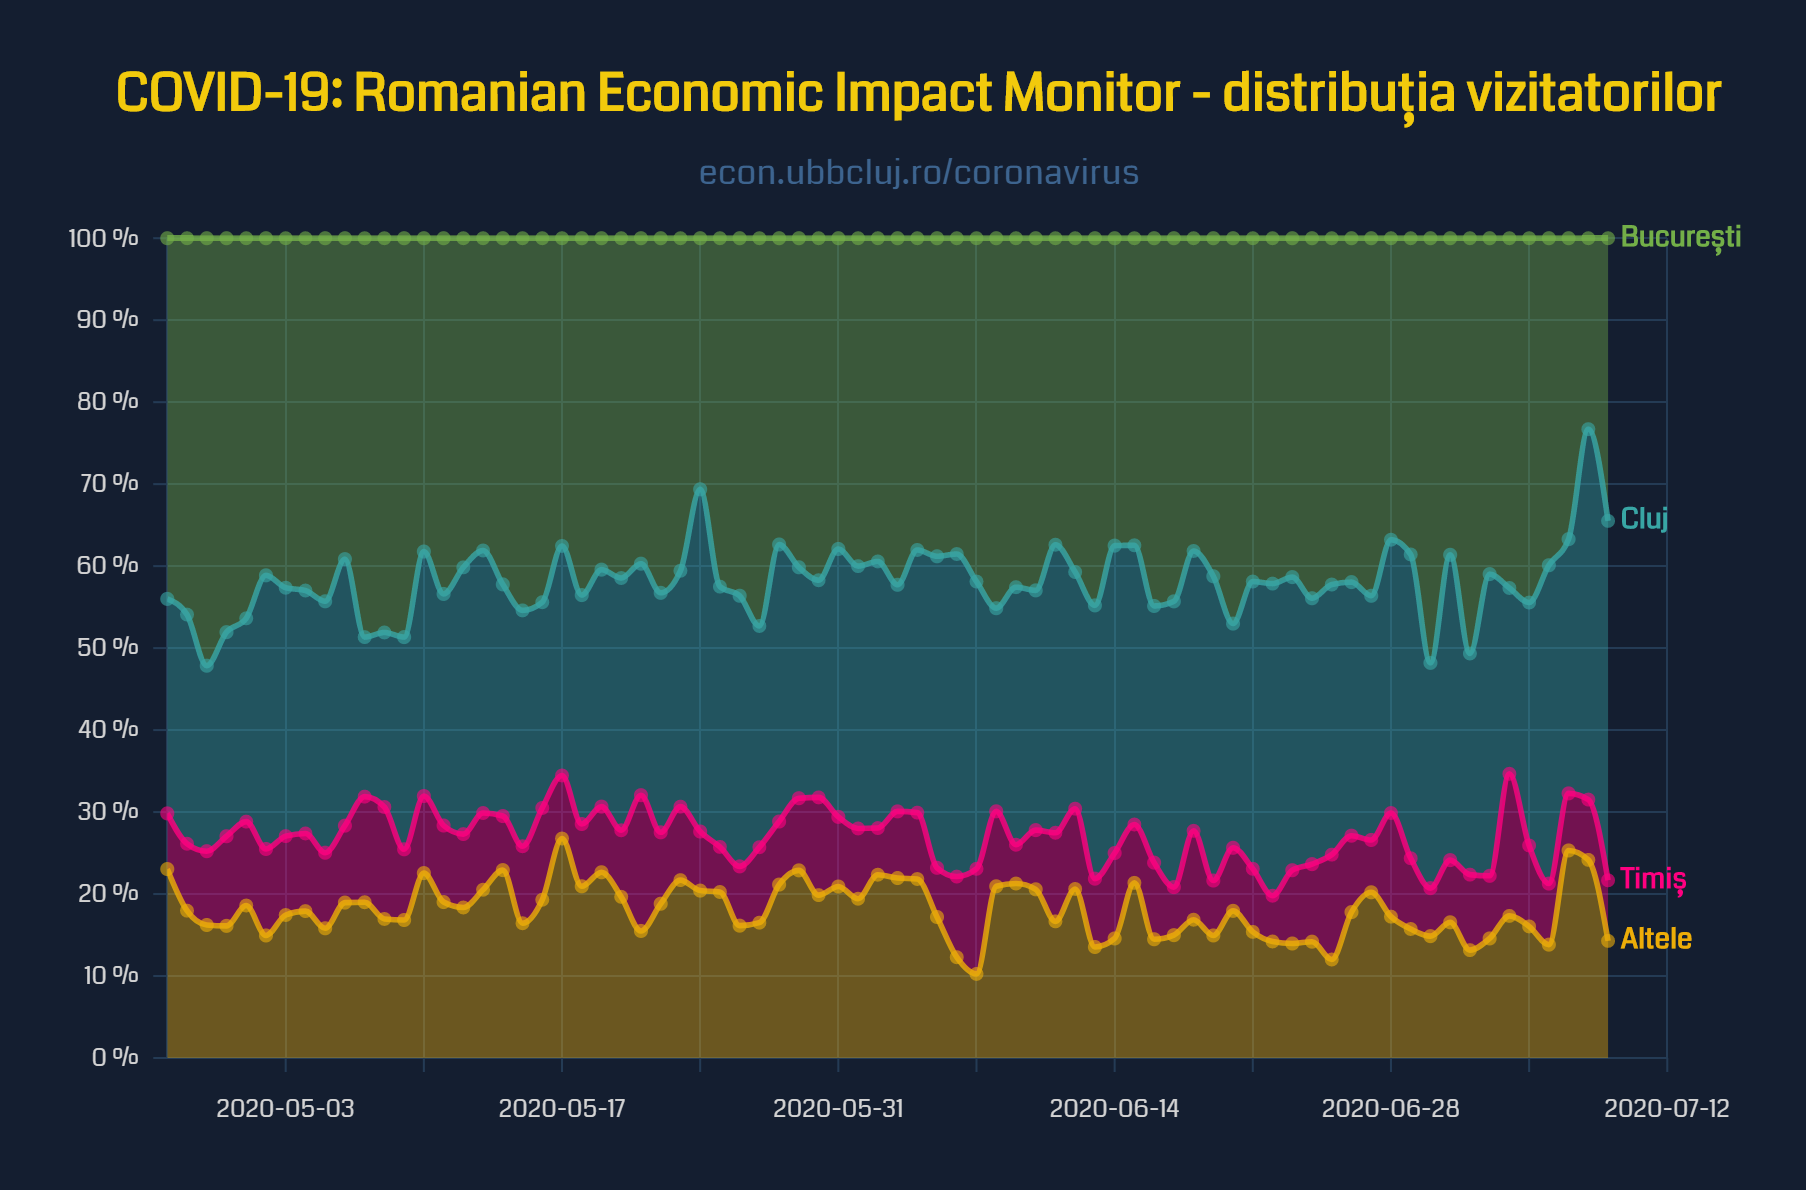 COVID-19: Romanian Economic Impact Monitor - distribuția vizitatorilor
econ.ubbcluj.ro/coronavirus
100 %
București
90 %
80 %
70 %
Cluj
60 %
50 %
40 %
30 %
Timiș
20 %
Altele
10 %
0 %
2020-05-03
2020-05-17
2020-05-31
2020-06-14
2020-06-28
2020-07-12